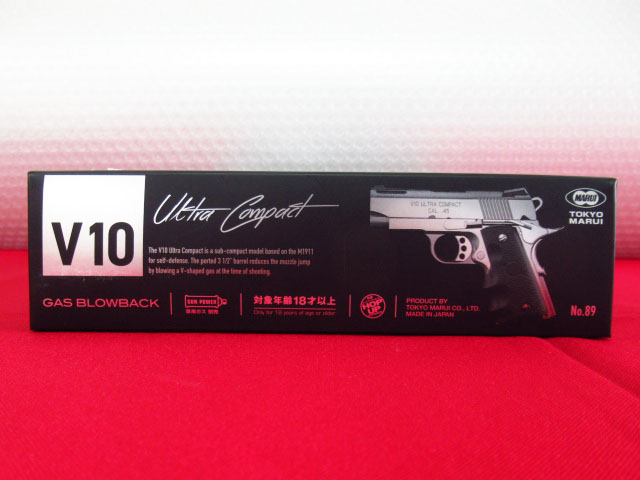 V10
Ultra Compact
The V10 Ultra Compact is a sub-compact model based on the M1911
for self-defense. The ported 3 1/2" barrel reduces the muzzle jump
by blowing a V-shaped gas at the time of shooting.
V10 ULTRA COMPACT
CAL. 45
MARUI
TOKYO
MARUI
GAS BLOWBACK
GUN POWER
対象年齢18才以上
Only for 18 years of age or older
HOP
UP
PRODUCT BY
TOKYO MARUI CO., LTD.
MADE IN JAPAN
No.89